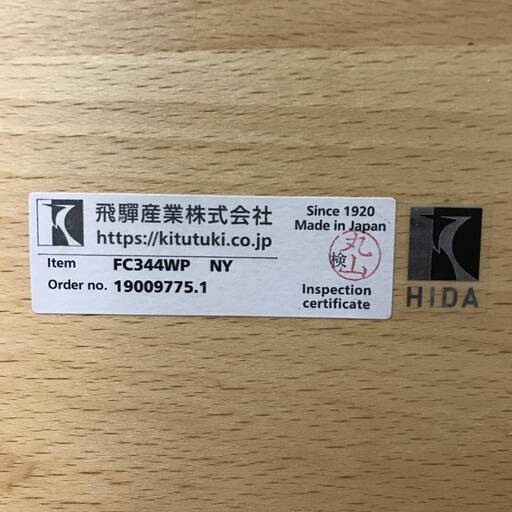 飛驒産業株式会社
https://kitutuki.co.jp
Item FC344WP NY
Order no. 19009775.1
Since 1920
Made in Japan
丸山
検
Inspection
certificate
HIDA